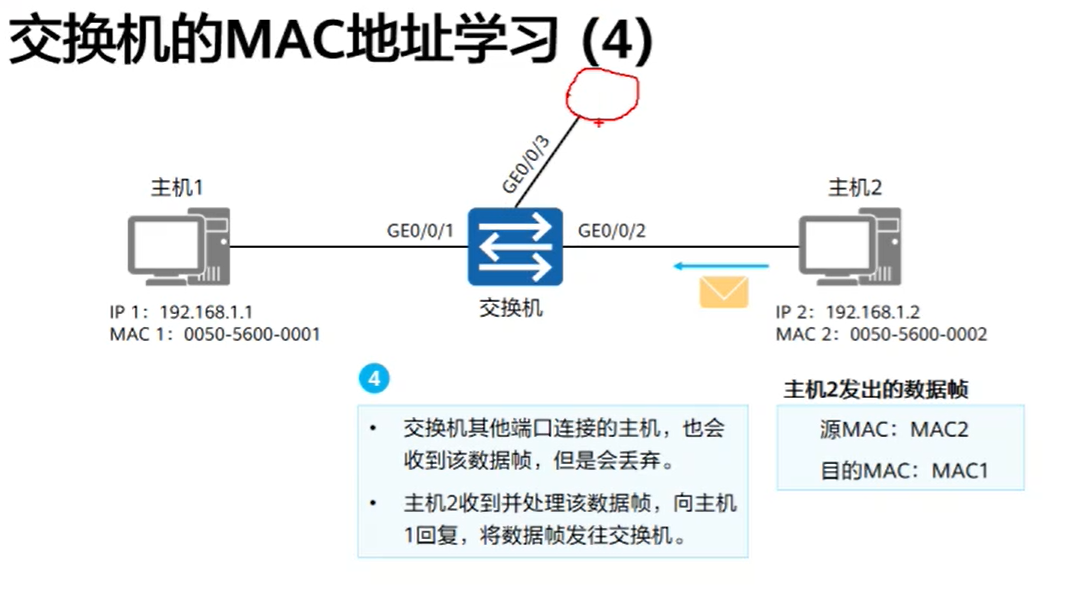 交换机的MAC地址学习 (4)
GE0/0/3
主机1
主机2
GE0/0/1
GE0/0/2
交换机
IP 1：192.168.1.1
MAC 1：0050-5600-0001
IP 2：192.168.1.2
MAC 2：0050-5600-0002
4
• 交换机其他端口连接的主机，也会
收到该数据帧，但是会丢弃。
• 主机2收到并处理该数据帧，向主机
1回复，将数据帧发往交换机。
主机2发出的数据帧
源MAC：MAC2
目的MAC：MAC1